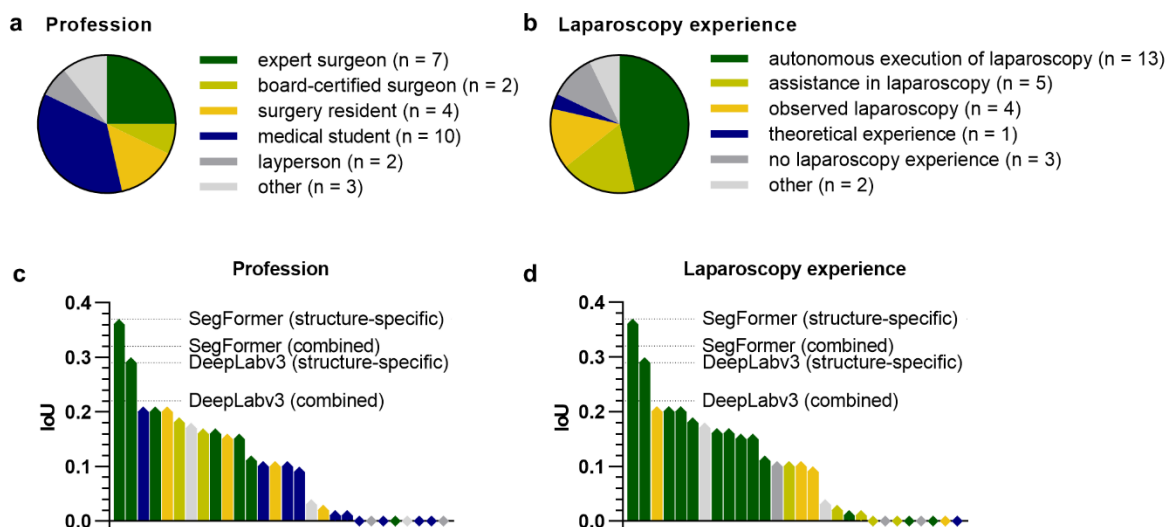 a Profession
expert surgeon (n = 7)
board-certified surgeon (n = 2)
surgery resident (n = 4)
medical student (n = 10)
layperson (n = 2)
other (n = 3)
b Laparoscopy experience
autonomous execution of laparoscopy (n = 13)
assistance in laparoscopy (n = 5)
observed laparoscopy (n = 4)
theoretical experience (n = 1)
no laparoscopy experience (n = 3)
other (n = 2)
c Profession
IoU
0.4
0.3
0.2
0.1
0.0
SegFormer (structure-specific)
SegFormer (combined)
DeepLabv3 (structure-specific)
DeepLabv3 (combined)
d Laparoscopy experience
IoU
0.4
0.3
0.2
0.1
0.0
SegFormer (structure-specific)
SegFormer (combined)
DeepLabv3 (structure-specific)
DeepLabv3 (combined)